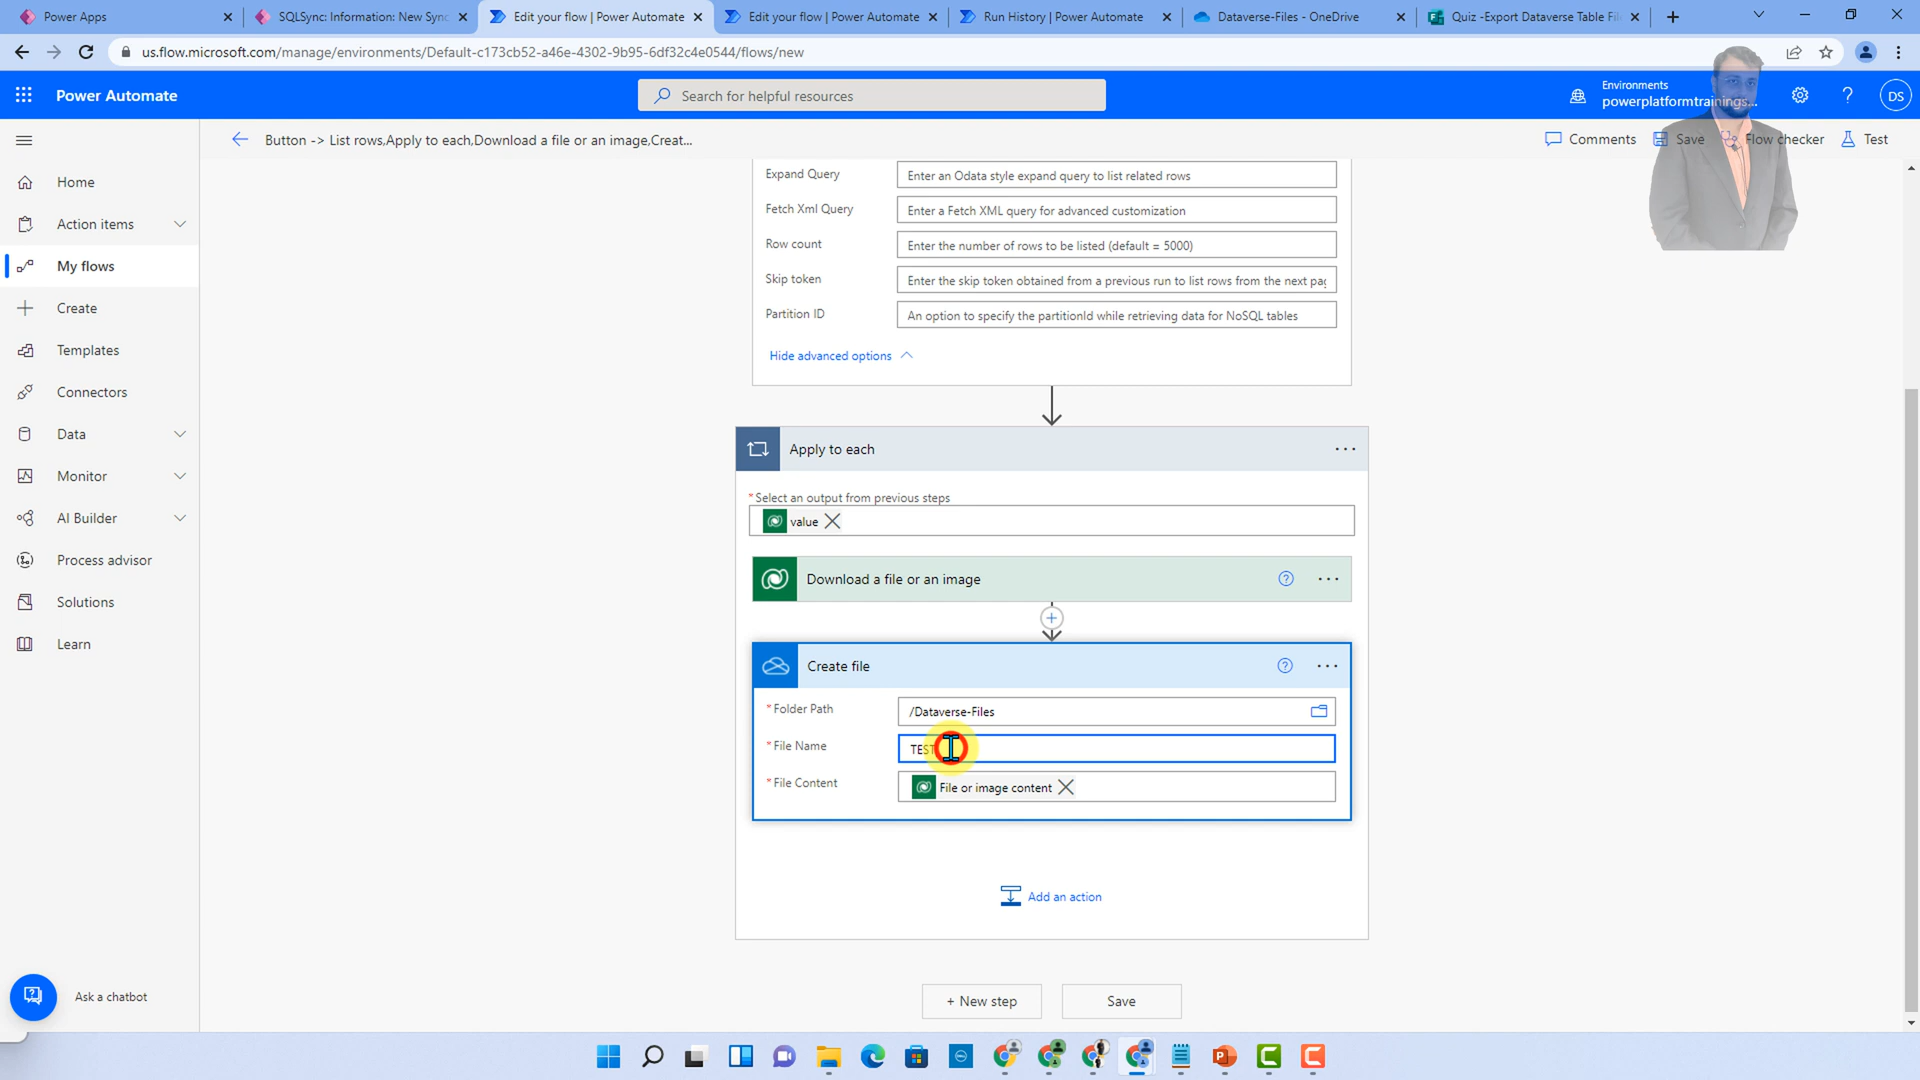 Power Apps
SQLSync: Information: New Sync
Edit your flow | Power Automate
Edit your flow | Power Automate
Run History | Power Automate
Dataverse-Files - OneDrive
Quiz -Export Dataverse Table File
us.flow.microsoft.com/manage/environments/Default-c173cb52-a46e-4302-9b95-6df32c4e0544/flows/new
Power Automate
Search for helpful resources
Environments
powerplatformtrainings...
DS
Button -> List rows,Apply to each,Download a file or an image,Creat...
Comments
Save
Flow checker
Test
Home
Action items
My flows
Create
Templates
Connectors
Data
Monitor
AI Builder
Process advisor
Solutions
Learn
Ask a chatbot
Expand Query
Enter an Odata style expand query to list related rows
Fetch Xml Query
Enter a Fetch XML query for advanced customization
Row count
Enter the number of rows to be listed (default = 5000)
Skip token
Enter the skip token obtained from a previous run to list rows from the next pag
Partition ID
An option to specify the partitionId while retrieving data for NoSQL tables
Hide advanced options
Apply to each
*Select an output from previous steps
value
Download a file or an image
Create file
*Folder Path
/Dataverse-Files
*File Name
TEST
*File Content
File or image content
Add an action
+ New step
Save